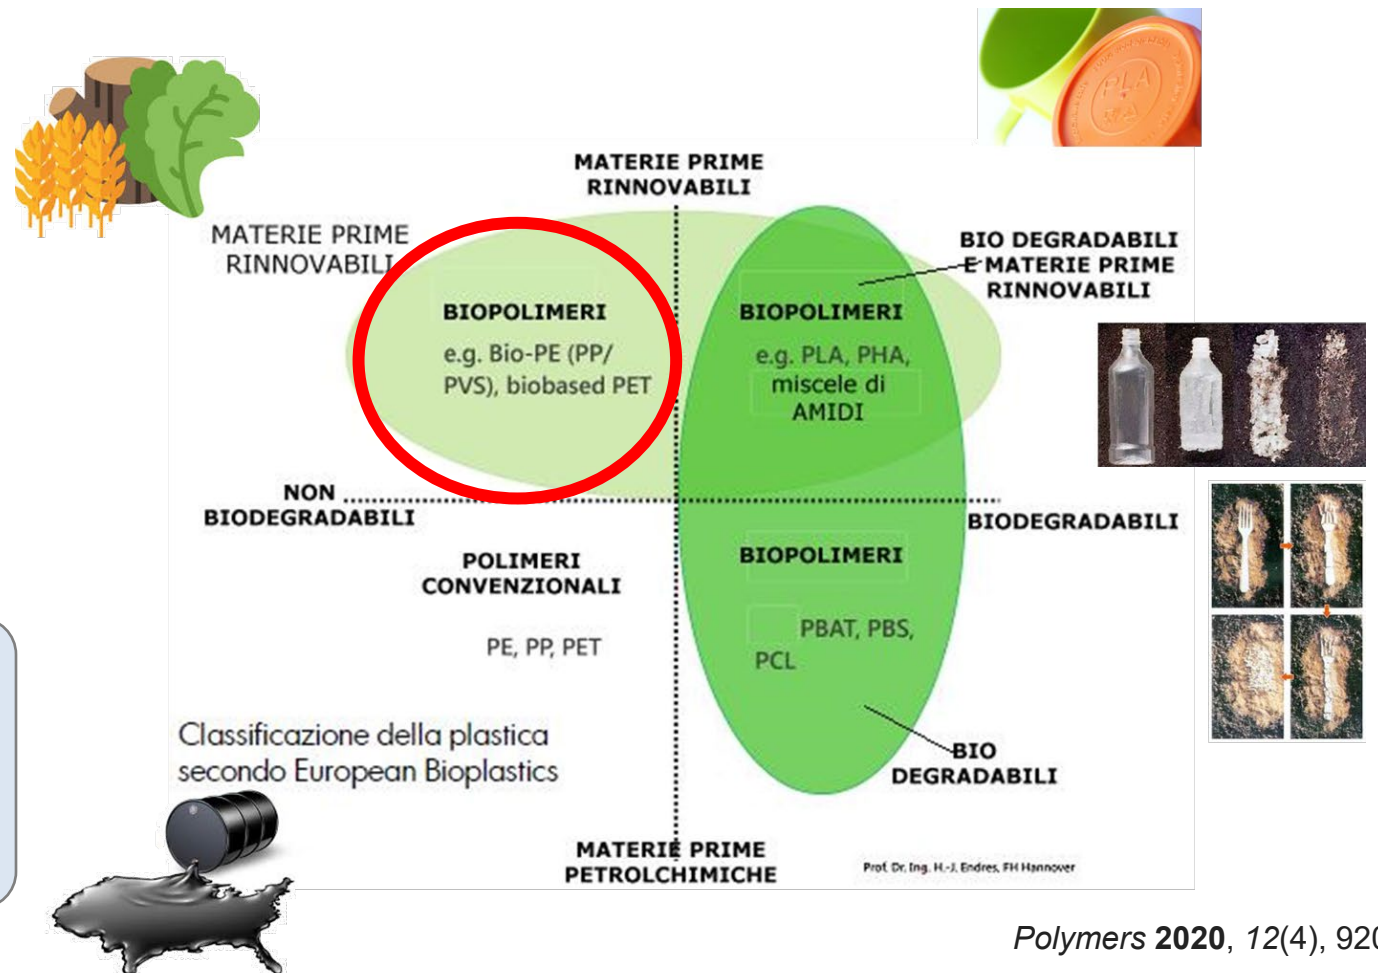 PLA
MATERIE PRIME
RINNOVABILI
MATERIE PRIME
RINNOVABILI
BIO DEGRADABILI
E MATERIE PRIME
RINNOVABILI
BIOPOLIMERI
e.g. Bio-PE (PP/
PVS), biobased PET
BIOPOLIMERI
e.g. PLA, PHA,
miscele di
AMIDI
NON
BIODEGRADABILI
BIODEGRADABILI
POLIMERI
CONVENZIONALI
PE, PP, PET
BIOPOLIMERI
PBAT, PBS,
PCL
BIO
DEGRADABILI
Classificazione della plastica
secondo European Bioplastics
MATERIE PRIME
PETROLCHIMICHE
Prof. Dr. Ing. H.-J. Endres, FH Hannover
Polymers 2020, 12(4), 920